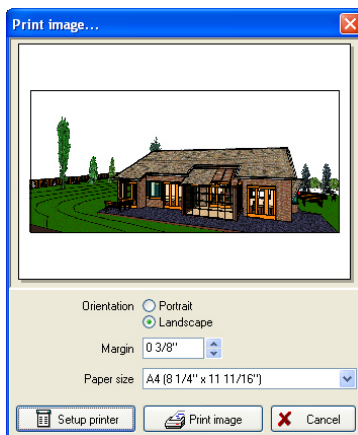 Print image...
Orientation
Portrait
Landscape
Margin 0 3/8"
Paper size A4 (8 1/4" x 11 11/16")
Setup printer Print image Cancel